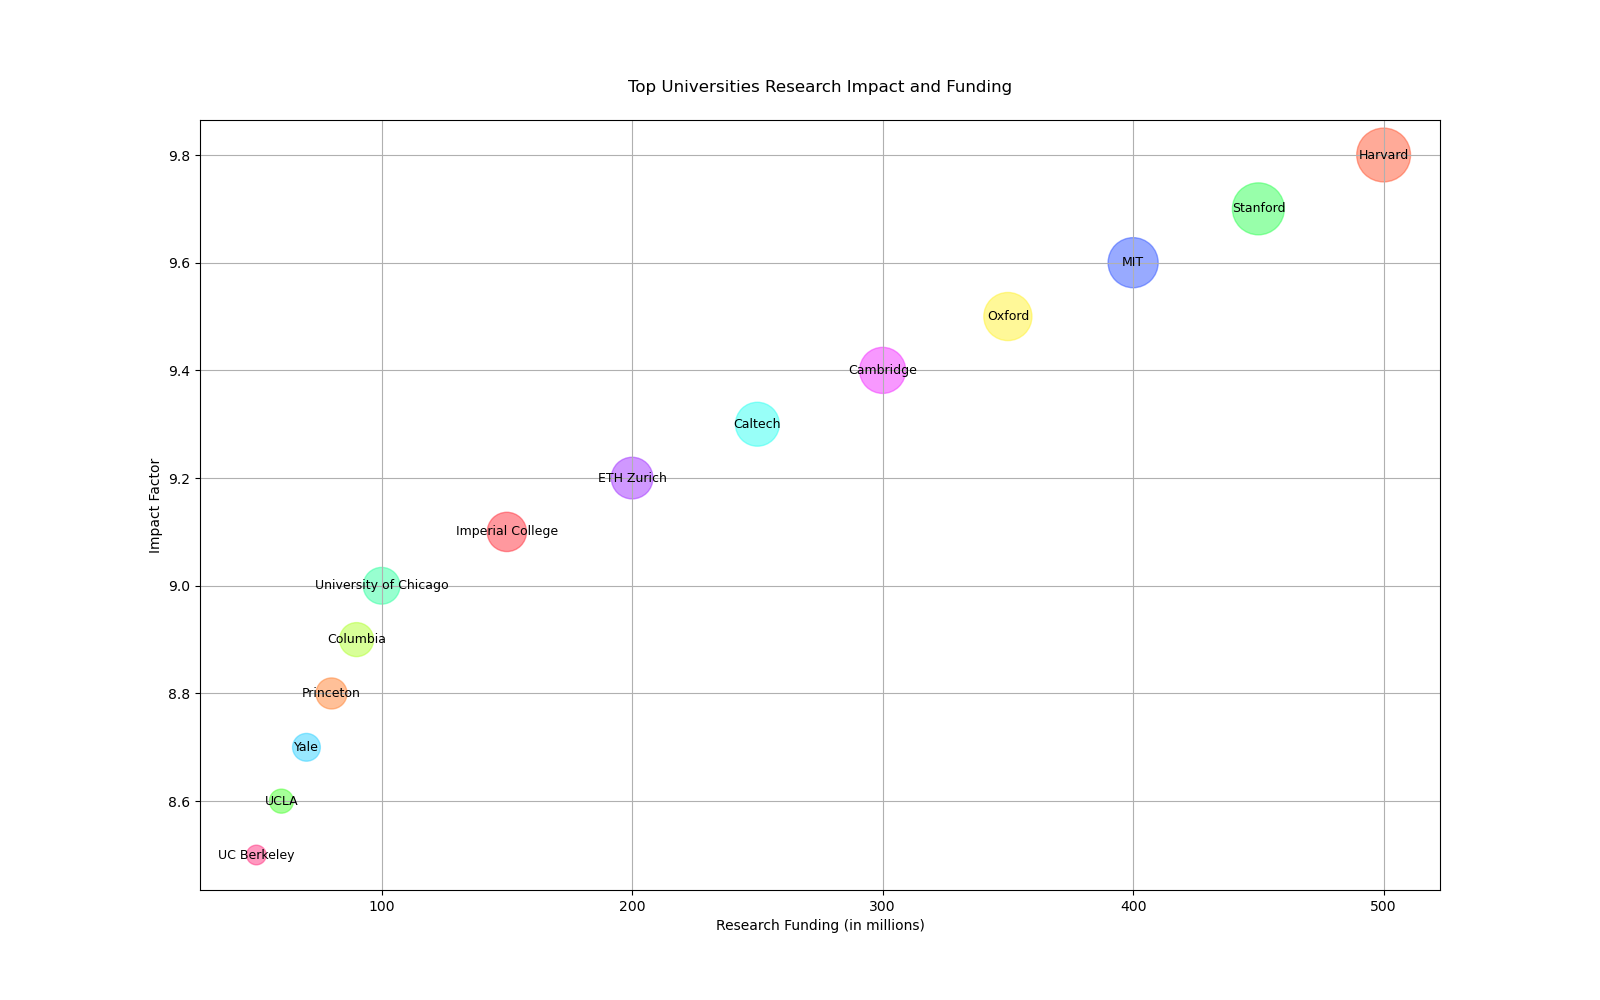 Top Universities Research Impact and Funding
9.8
Harvard
Stanford
9.6
MIT
Oxford
9.4
Cambridge
Caltech
9.2
ETH Zurich
Impact Factor
Imperial College
9.0
University of Chicago
Columbia
8.8
Princeton
Yale
8.6
UCLA
UC Berkeley
100 200 300 400 500
Research Funding (in millions)